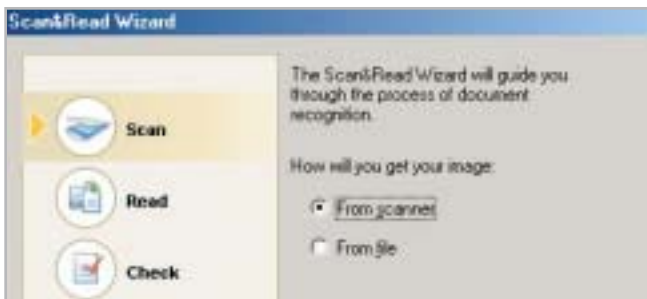 Scan&Read Wizard
The Scan&Read Wizard will guide you
through the process of document
recognition.
Scan
How will you get your image:
Read
From scanner
From file
Check